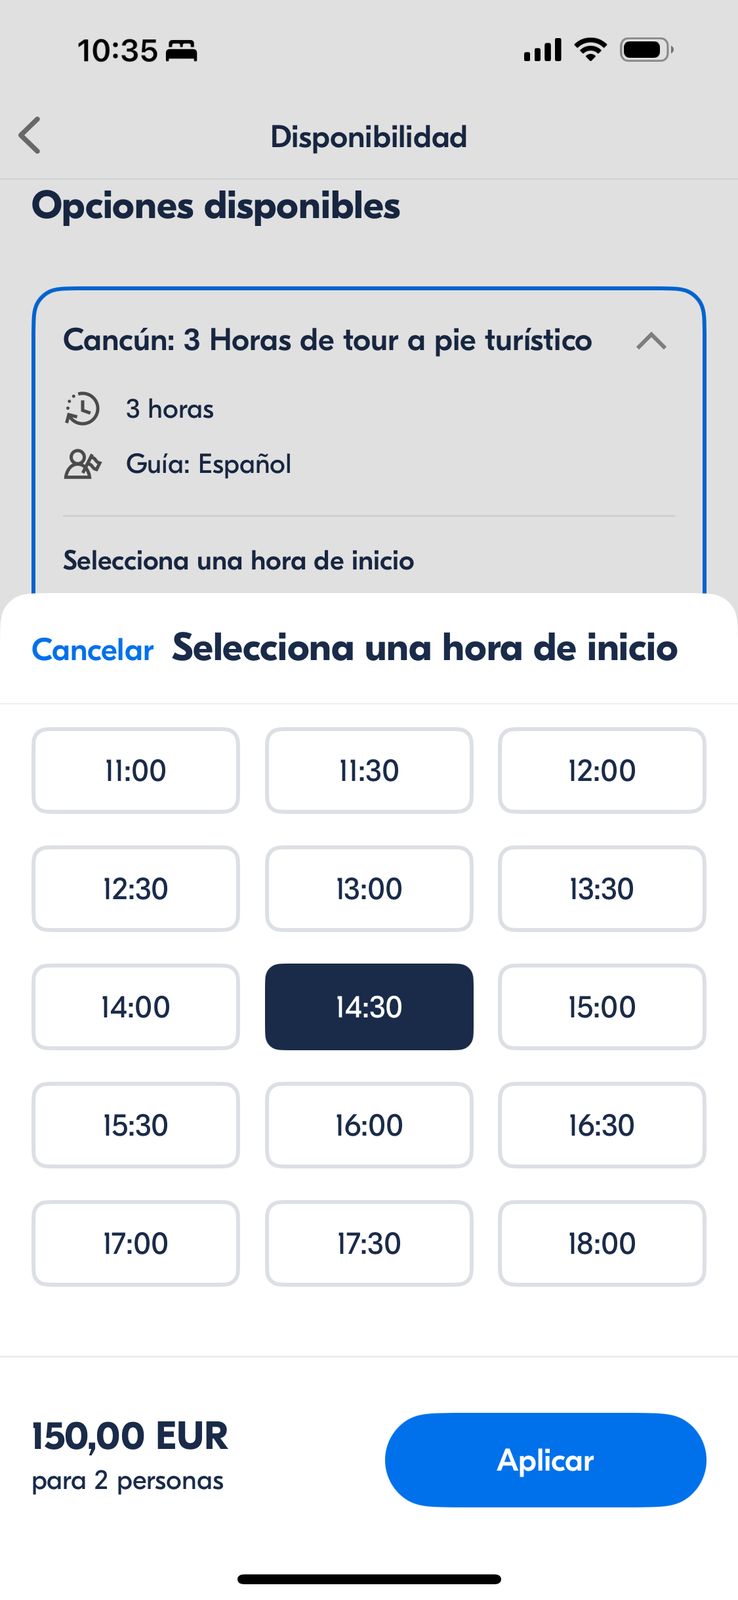 10:35
Disponibilidad
Opciones disponibles
Cancún: 3 Horas de tour a pie turístico
3 horas
Guía: Español
Selecciona una hora de inicio
Cancelar Selecciona una hora de inicio
11:00 11:30 12:00
12:30 13:00 13:30
14:00 14:30 15:00
15:30 16:00 16:30
17:00 17:30 18:00
150,00 EUR
para 2 personas
Aplicar